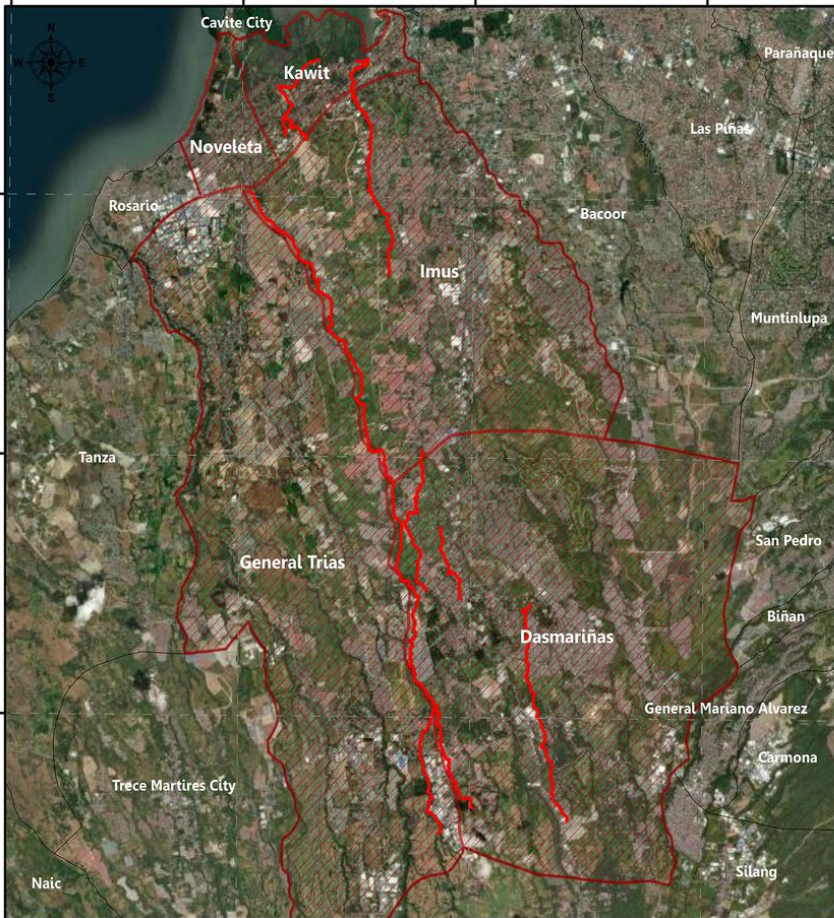 Cavite City
N
W E
S
Kawit
Parañaque
Las Piñas
Noveleta
Rosario
Bacoor
Imus
Muntinlupa
Tanza
San Pedro
General Trias
Biñan
Dasmariñas
General Mariano Alvarez
Carmona
Trece Martires City
Silang
Naic